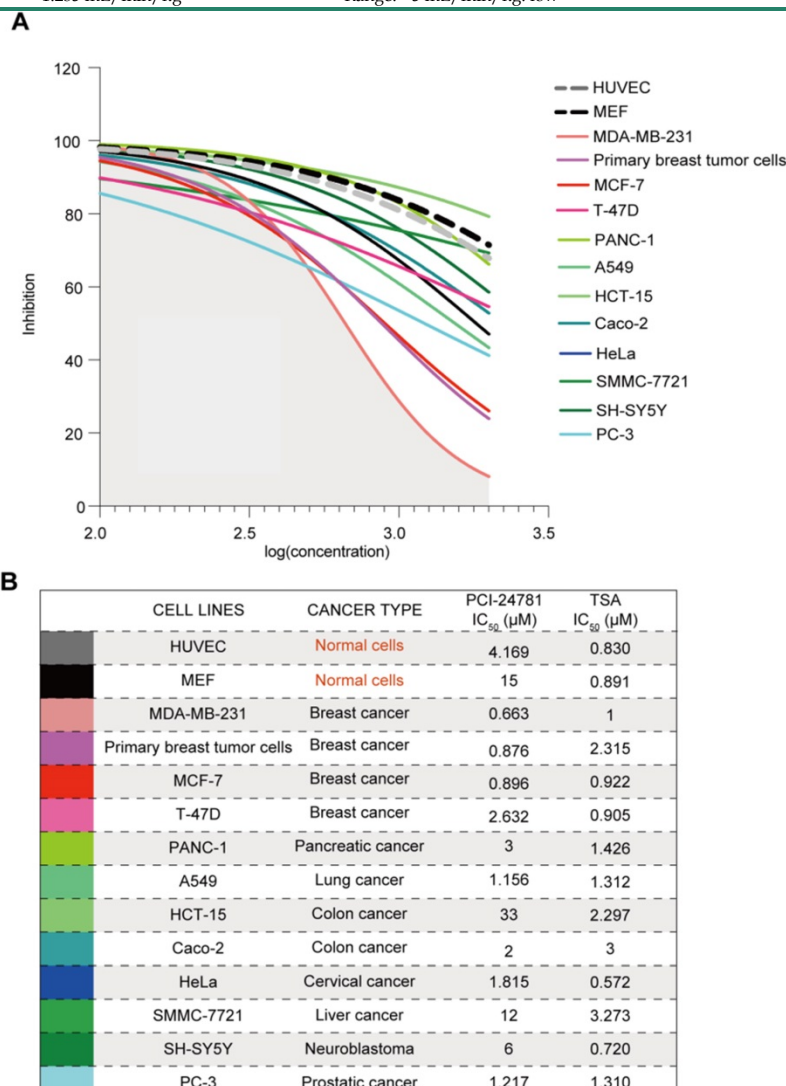 A
120
100
80
60
40
20
0
Inhibition
2.0 2.5 3.0 3.5
log(concentration)
HUVEC
MEF
MDA-MB-231
Primary breast tumor cells
MCF-7
T-47D
PANC-1
A549
HCT-15
Caco-2
HeLa
SMMC-7721
SH-SY5Y
PC-3
B
CELL LINES CANCER TYPE PCI-24781 IC50 (μM) TSA IC50 (μM)
HUVEC Normal cells 4.169 0.830
MEF Normal cells 15 0.891
MDA-MB-231 Breast cancer 0.663 1
Primary breast tumor cells Breast cancer 0.876 2.315
MCF-7 Breast cancer 0.896 0.922
T-47D Breast cancer 2.632 0.905
PANC-1 Pancreatic cancer 3 1.426
A549 Lung cancer 1.156 1.312
HCT-15 Colon cancer 33 2.297
Caco-2 Colon cancer 2 3
HeLa Cervical cancer 1.815 0.572
SMMC-7721 Liver cancer 12 3.273
SH-SY5Y Neuroblastoma 6 0.720
PC-3 Prostatic cancer 1.217 1.310